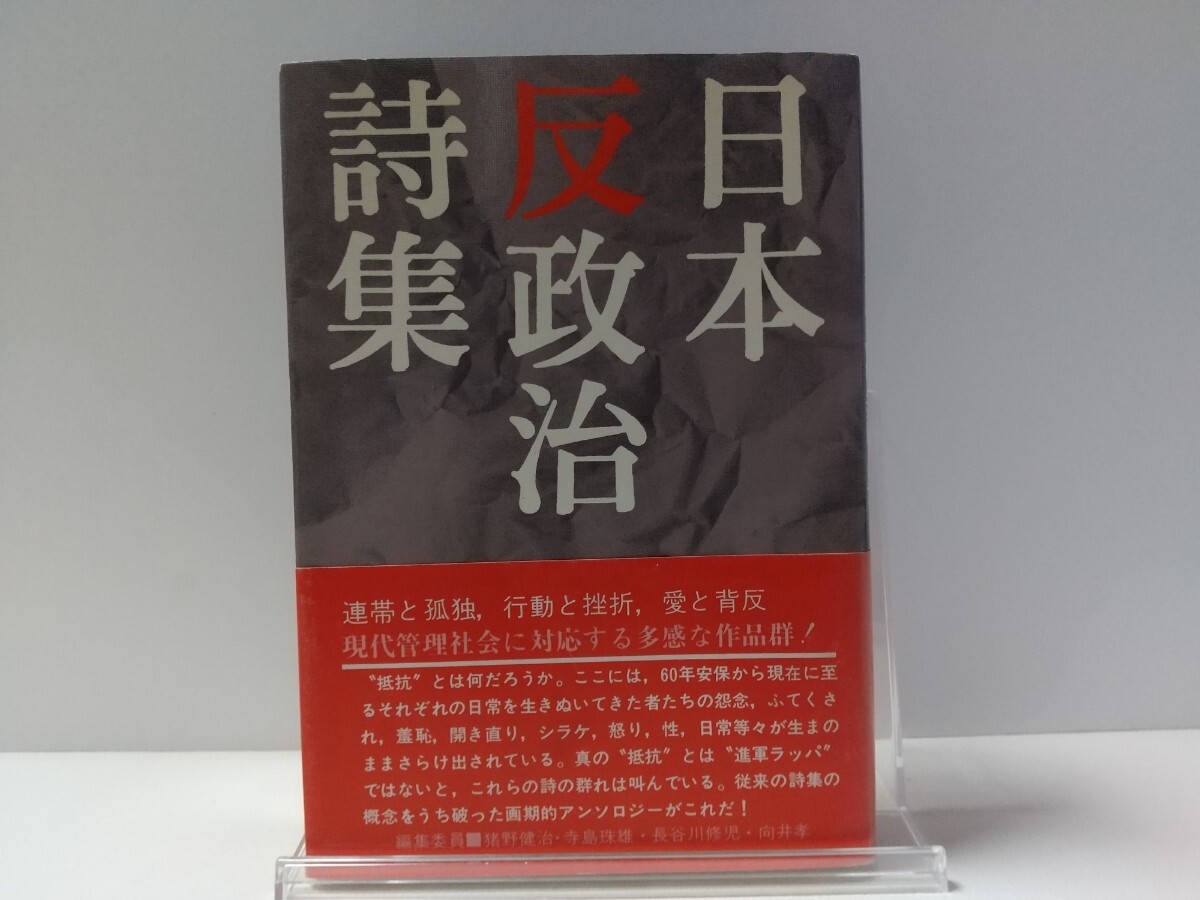 日本
反政治
詩集
連帯と孤独，行動と挫折，愛と背反
現代管理社会に対応する多感な作品群！
〝抵抗〟とは何だろうか。ここには，60年安保から現在に至
るそれぞれの日常を生きぬいてきた者たちの怨念，ふてくさ
れ，羞恥，開き直り，シラケ，怒り，性，日常等々が生まの
ままさらけ出されている。真の〝抵抗〟とは〝進軍ラッパ〟
ではないと，これらの詩の群れは叫んでいる。従来の詩集の
概念をうち破った画期的アンソロジーがこれだ！
編集委員■猪野健治・寺島珠雄・長谷川修児・向井孝